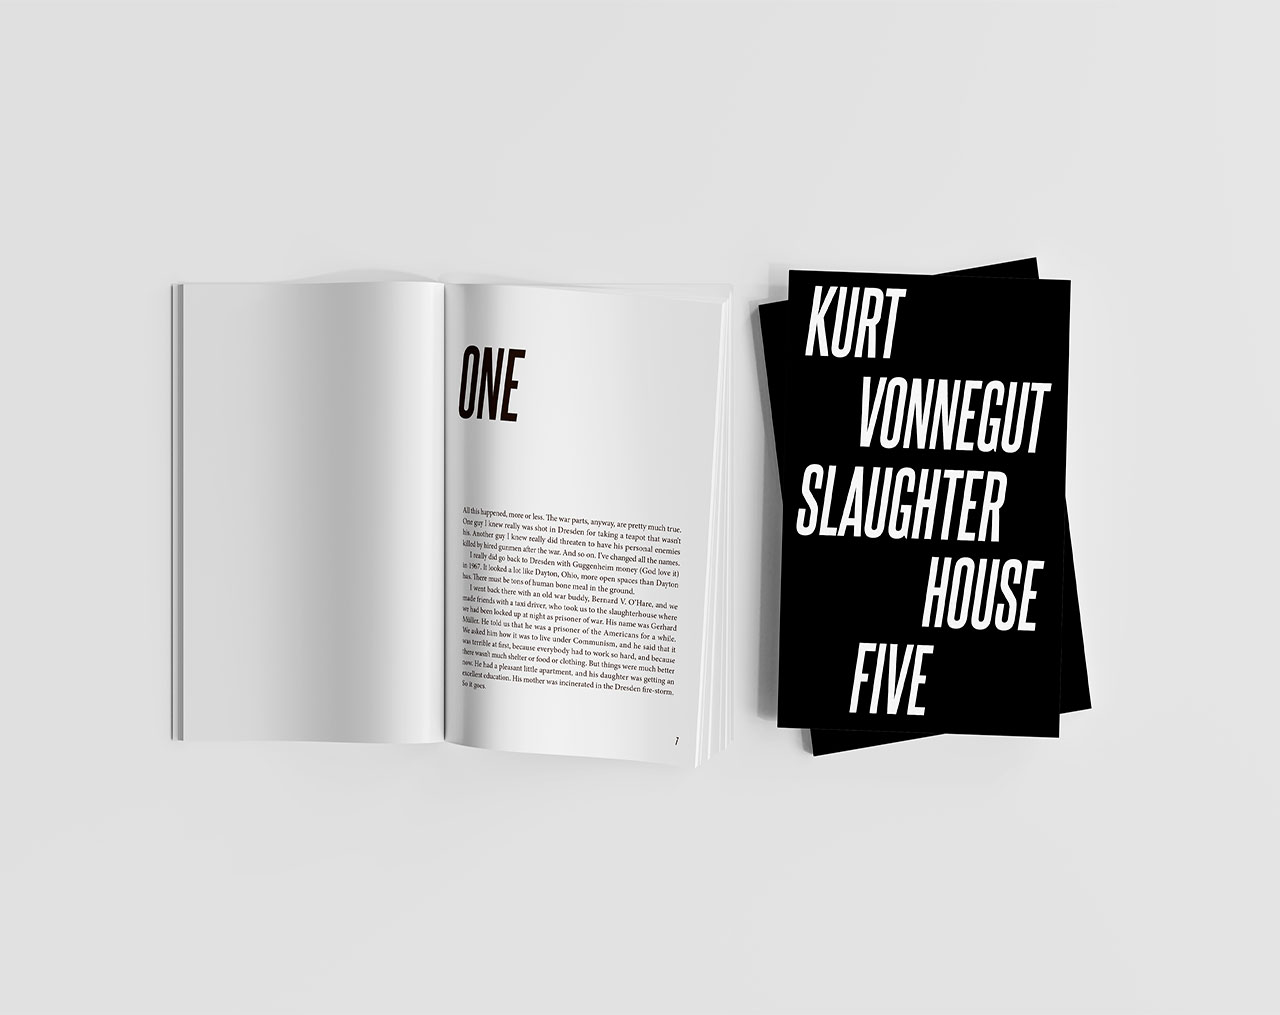 ONE
All this happened, more or less. The war parts, anyway, are pretty much true.
One guy I knew really was shot in Dresden for taking a teapot that wasn't
his. Another guy I knew really did threaten to have his personal enemies
killed by hired gunmen after the war. And so on. I've changed all the names.
I really did go back to Dresden with Guggenheim money (God love it)
in 1967. It looked a lot like Dayton, Ohio, more open spaces than Dayton
has. There must be tons of human bone meal in the ground.
I went back there with an old war buddy, Bernard V. O'Hare, and we
made friends with a taxi driver, who took us to the slaughterhouse where
we had been locked up at night as prisoner of war. His name was Gerhard
Müller. He told us that he was a prisoner of the Americans for a while.
We asked him how it was to live under Communism, and he said that it
was terrible at first, because everybody had to work so hard, and because
there wasn't much shelter or food or clothing. But things were much better
now. He had a pleasant little apartment, and his daughter was getting an
excellent education. His mother was incinerated in the Dresden fire-storm.
So it goes.
7
KURT
VONNEGUT
SLAUGHTER
HOUSE
FIVE